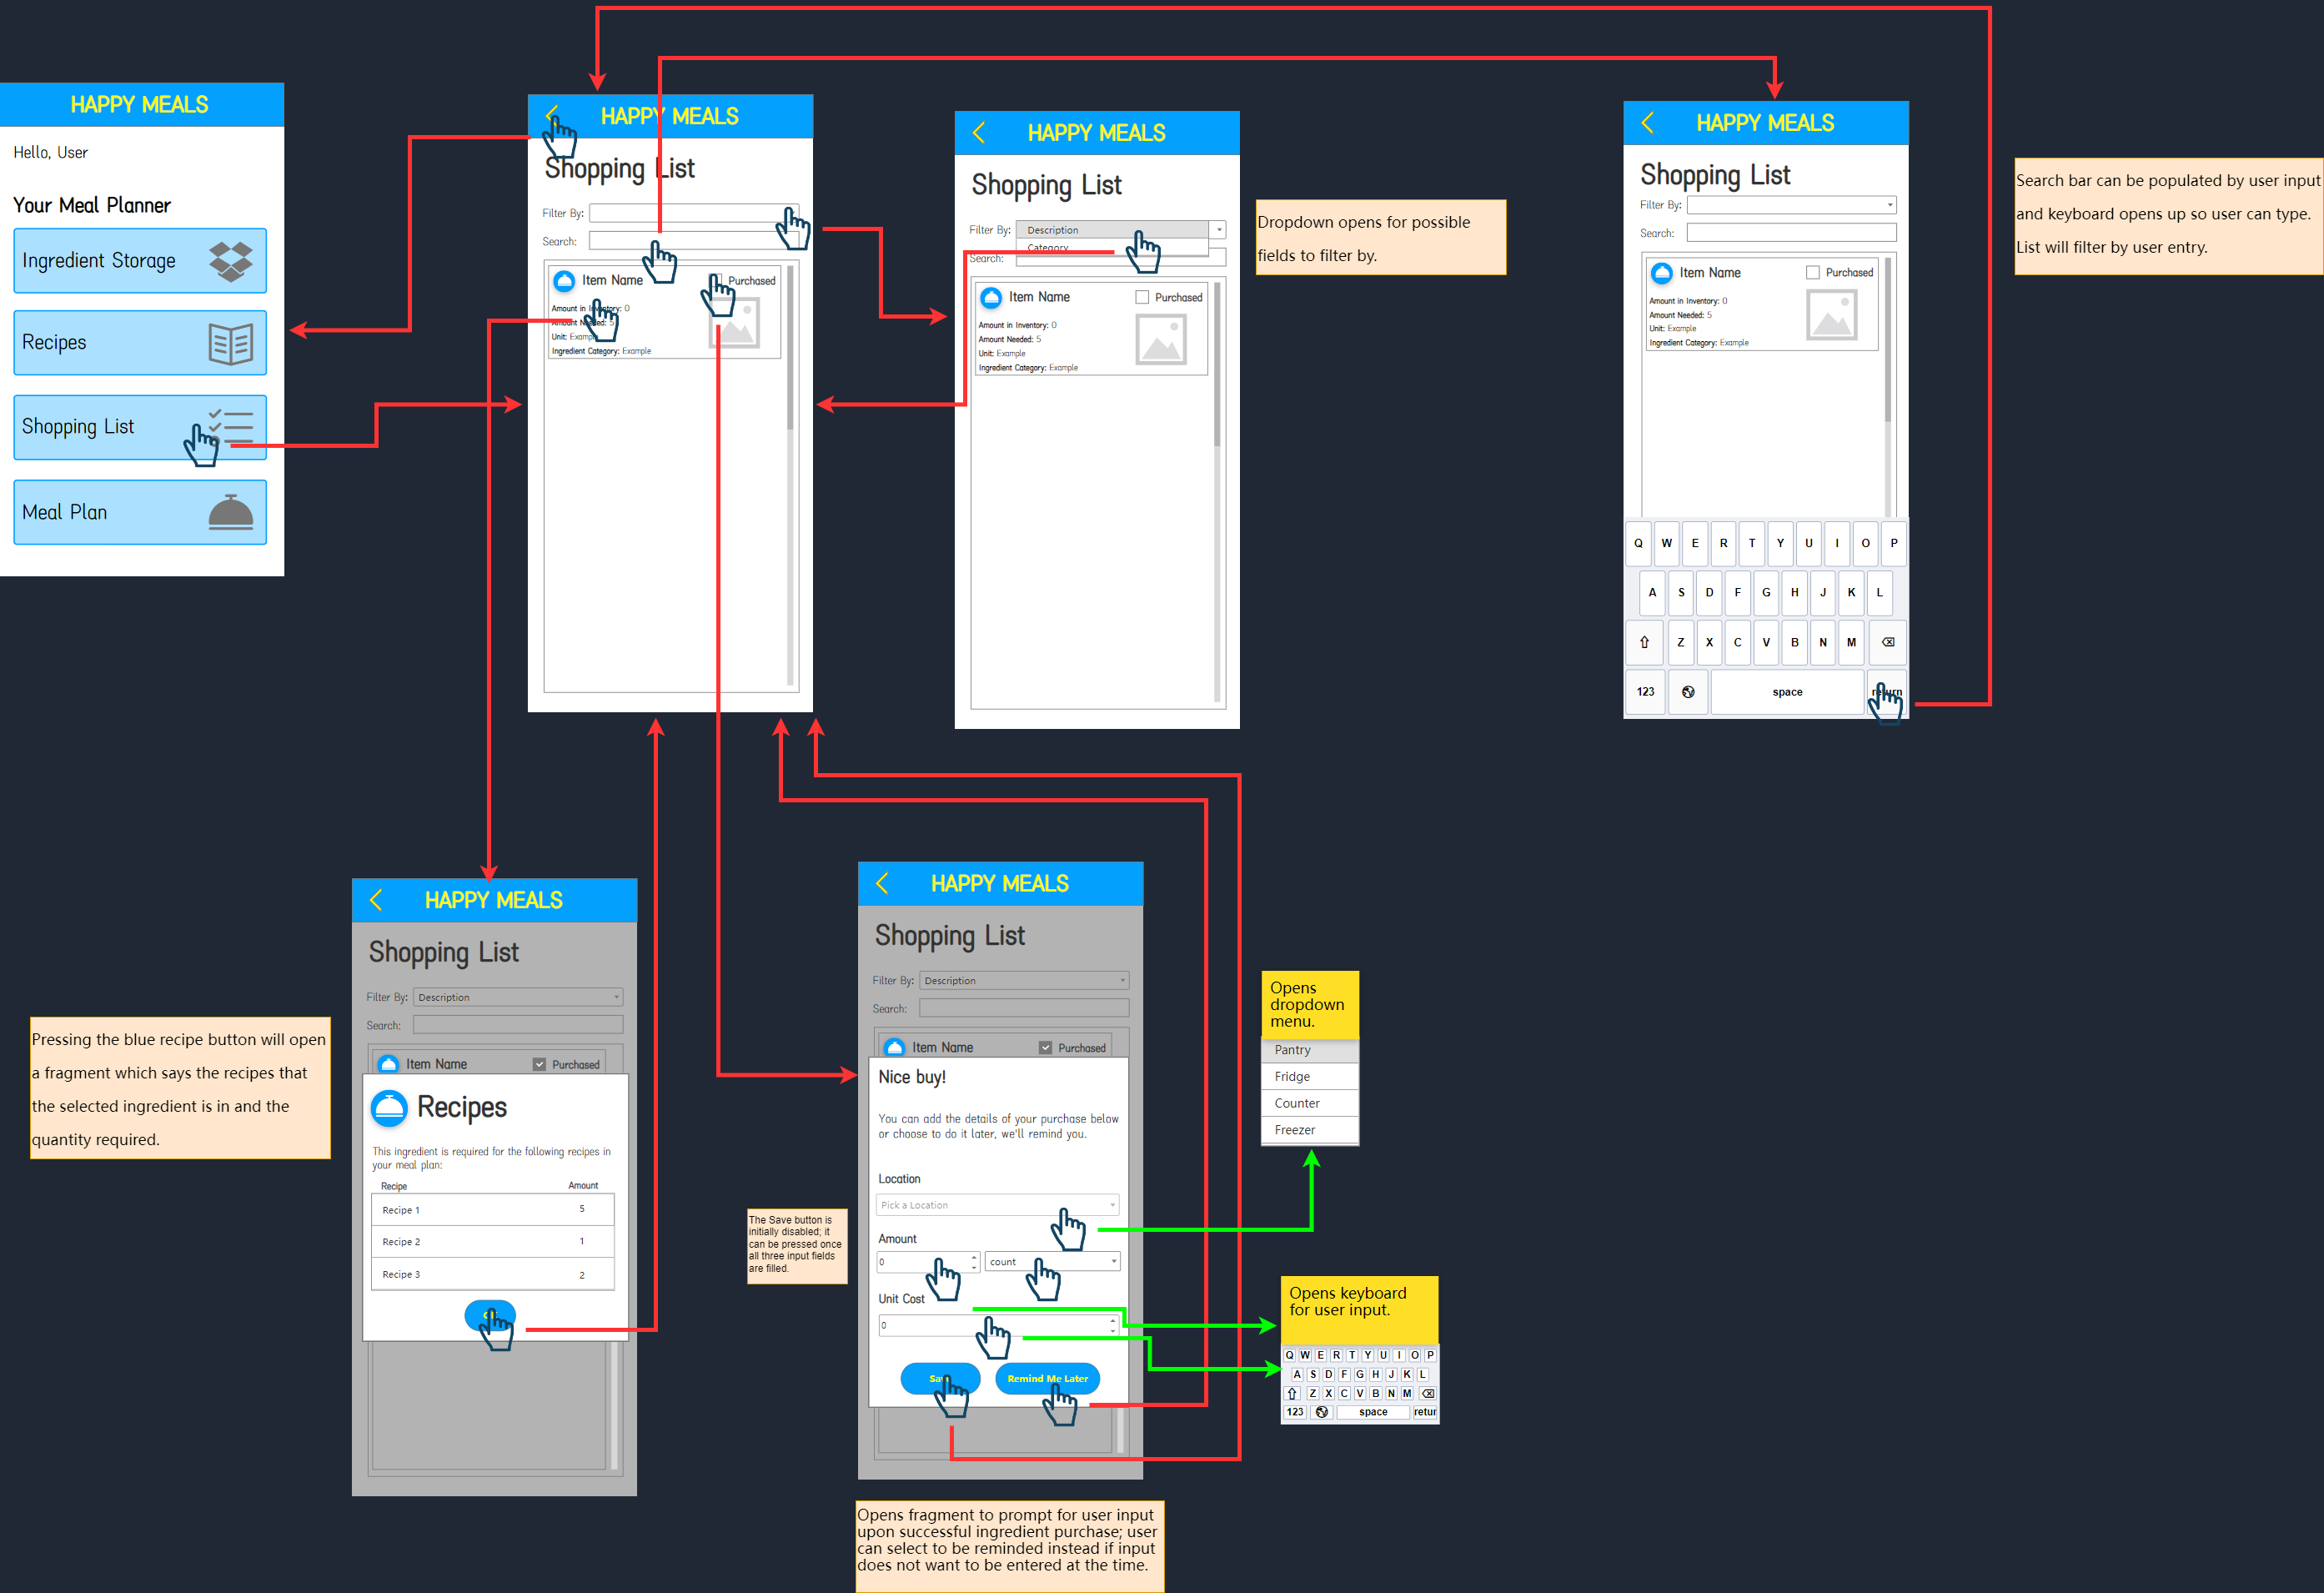 HAPPY MEALS
Hello, User
Your Meal Planner
Ingredient Storage
Recipes
Shopping List
Meal Plan
HAPPY MEALS
Shopping List
Filter By:
Search:
Item Name
Purchased
Amount in Inventory: 0
Amount Needed: 5
Unit: Example
Ingredient Category: Example
HAPPY MEALS
Shopping List
Filter By: Description
Category
Search:
Item Name
Purchased
Amount in Inventory: 0
Amount Needed: 5
Unit: Example
Ingredient Category: Example
Dropdown opens for possible
fields to filter by.
HAPPY MEALS
Shopping List
Filter By:
Search:
Item Name
Purchased
Amount in Inventory: 0
Amount Needed: 5
Unit: Example
Ingredient Category: Example
Q W E R T Y U I O P
A S D F G H J K L
Z X C V B N M
123 space return
Search bar can be populated by user input
and keyboard opens up so user can type.
List will filter by user entry.
Pressing the blue recipe button will open
a fragment which says the recipes that
the selected ingredient is in and the
quantity required.
HAPPY MEALS
Shopping List
Filter By: Description
Search:
Item Name
Purchased
Recipes
This ingredient is required for the following recipes in
your meal plan:
Recipe Amount
Recipe 1 5
Recipe 2 1
Recipe 3 2
The Save button is
initially disabled; it
can be pressed once
all three input fields
are filled.
HAPPY MEALS
Shopping List
Filter By: Description
Search:
Item Name
Purchased
Nice buy!
You can add the details of your purchase below
or choose to do it later, we'll remind you.
Location
Pick a Location
Amount
0 count
Unit Cost
0
Save Remind Me Later
Opens fragment to prompt for user input
upon successful ingredient purchase; user
can select to be reminded instead if input
does not want to be entered at the time.
Opens
dropdown
menu.
Pantry
Fridge
Counter
Freezer
Opens keyboard
for user input.
Q W E R T Y U I O P
A S D F G H J K L
Z X C V B N M
123 space retur